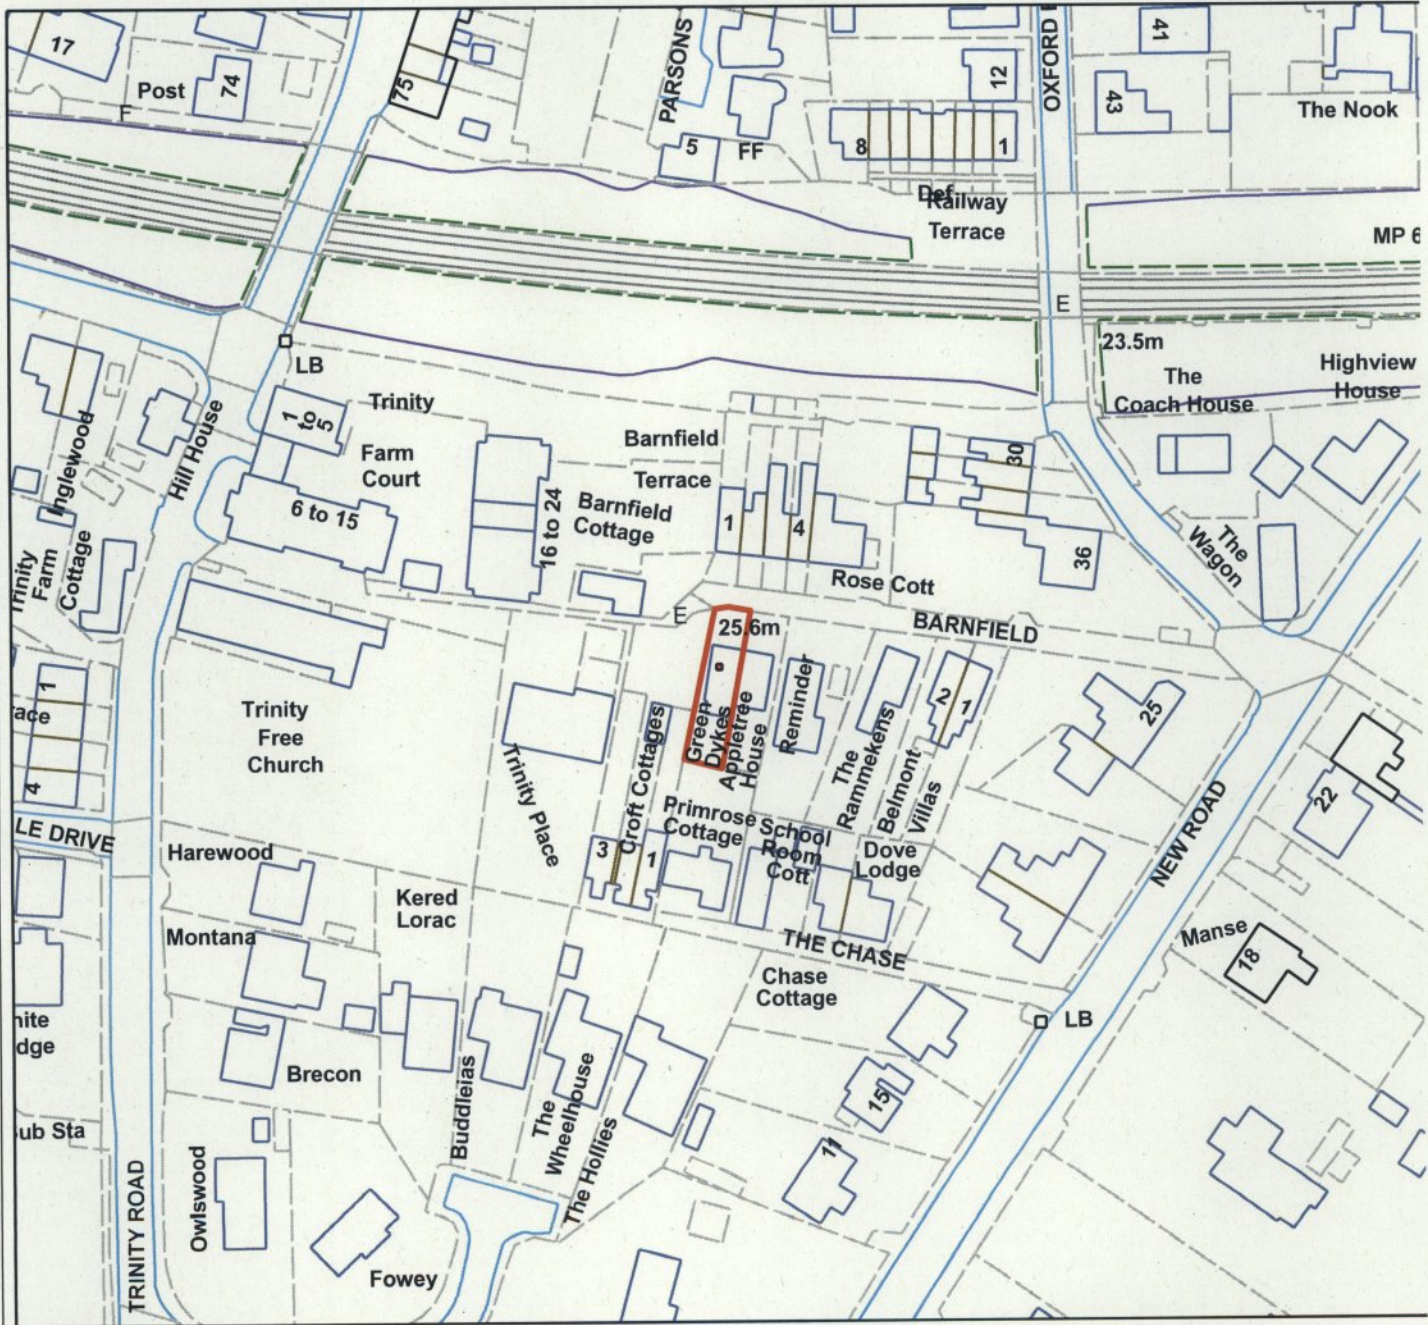 17
Post
74
F
75
PARSONS
5
FF
12
8
1
OXFORD
41
43
The Nook
Def
Railway
Terrace
MP 6
E
23.5m
The
Coach House
Highview
House
LB
Inglewood
Hill House
1
to
5
Trinity
Farm
Court
6 to 15
16 to 24
Barnfield
Terrace
Barnfield
Cottage
1
4
30
36
Rose Cott
The
Wagon
Trinity
Farm
Cottage
E
25.6m
BARNFIELD
1
4
Trinity
Free
Church
Trinity Place
Croft Cottages
Green
Dykes
Appletree
House
Reminder
The
Rammekens
2
1
Belmont
Villas
25
22
NEW ROAD
LE DRIVE
Harewood
Kered
Lorac
Montana
3
1
Primrose
Cottage
School
Room
Cott
Dove
Lodge
THE CHASE
Chase
Cottage
Manse
18
LB
Brecon
Buddleias
The
Wheelhouse
The Hollies
15
11
Sub Sta
TRINITY ROAD
Owlswood
Fowey